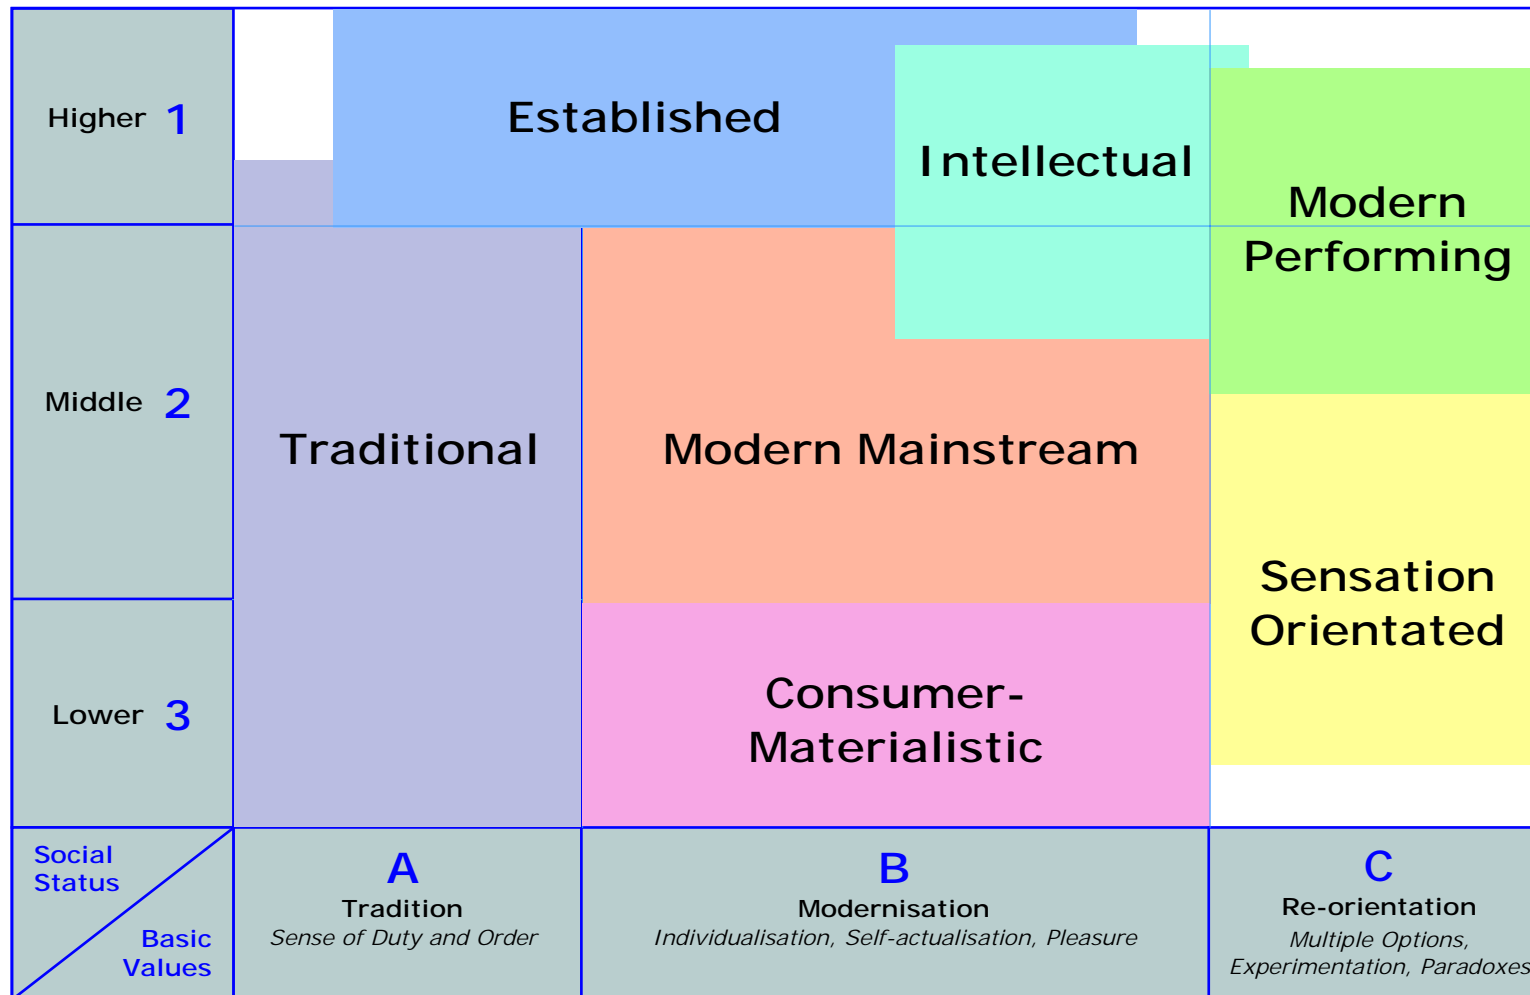 Higher 1
Established
Intellectual
Modern
Performing
Middle 2
Traditional
Modern Mainstream
Sensation
Orientated
Lower 3
Consumer-
Materialistic
Social
Status
Basic
Values
A
Tradition
Sense of Duty and Order
B
Modernisation
Individualisation, Self-actualisation, Pleasure
C
Re-orientation
Multiple Options,
Experimentation, Paradoxes